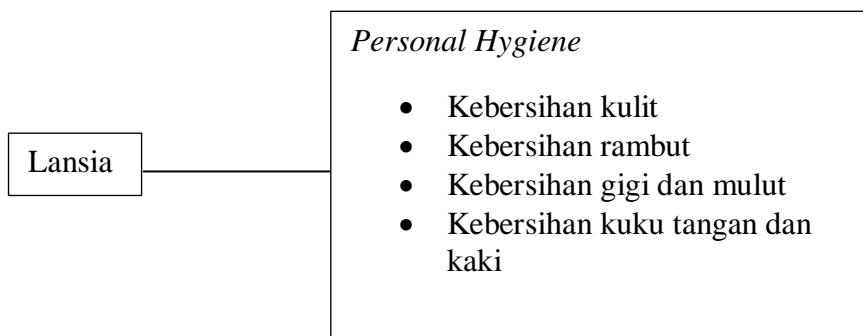 Personal Hygiene
• Kebersihan kulit
• Kebersihan rambut
• Kebersihan gigi dan mulut
• Kebersihan kuku tangan dan
kaki
Lansia